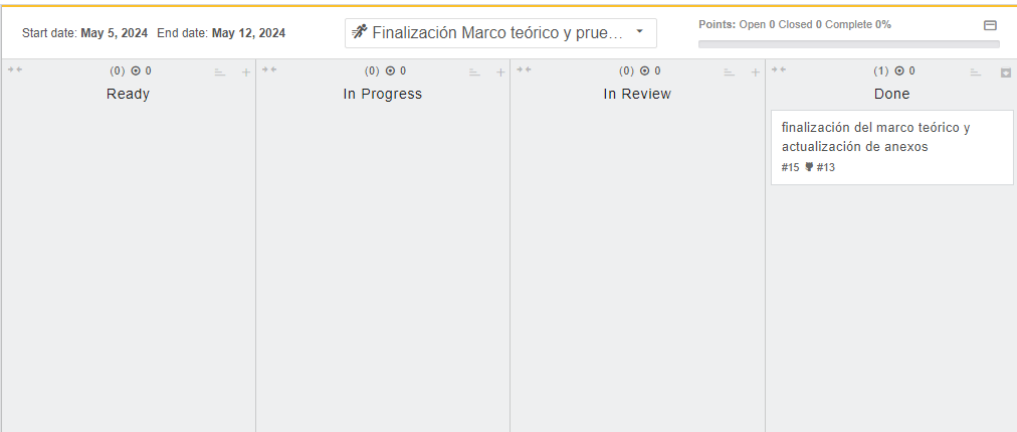 Start date: May 5, 2024 End date: May 12, 2024
Finalización Marco teórico y prue...
Points: Open 0 Closed 0 Complete 0%
(0) 0
Ready
(0) 0
In Progress
(0) 0
In Review
(1) 0
Done
finalización del marco teórico y
actualización de anexos
#15 #13